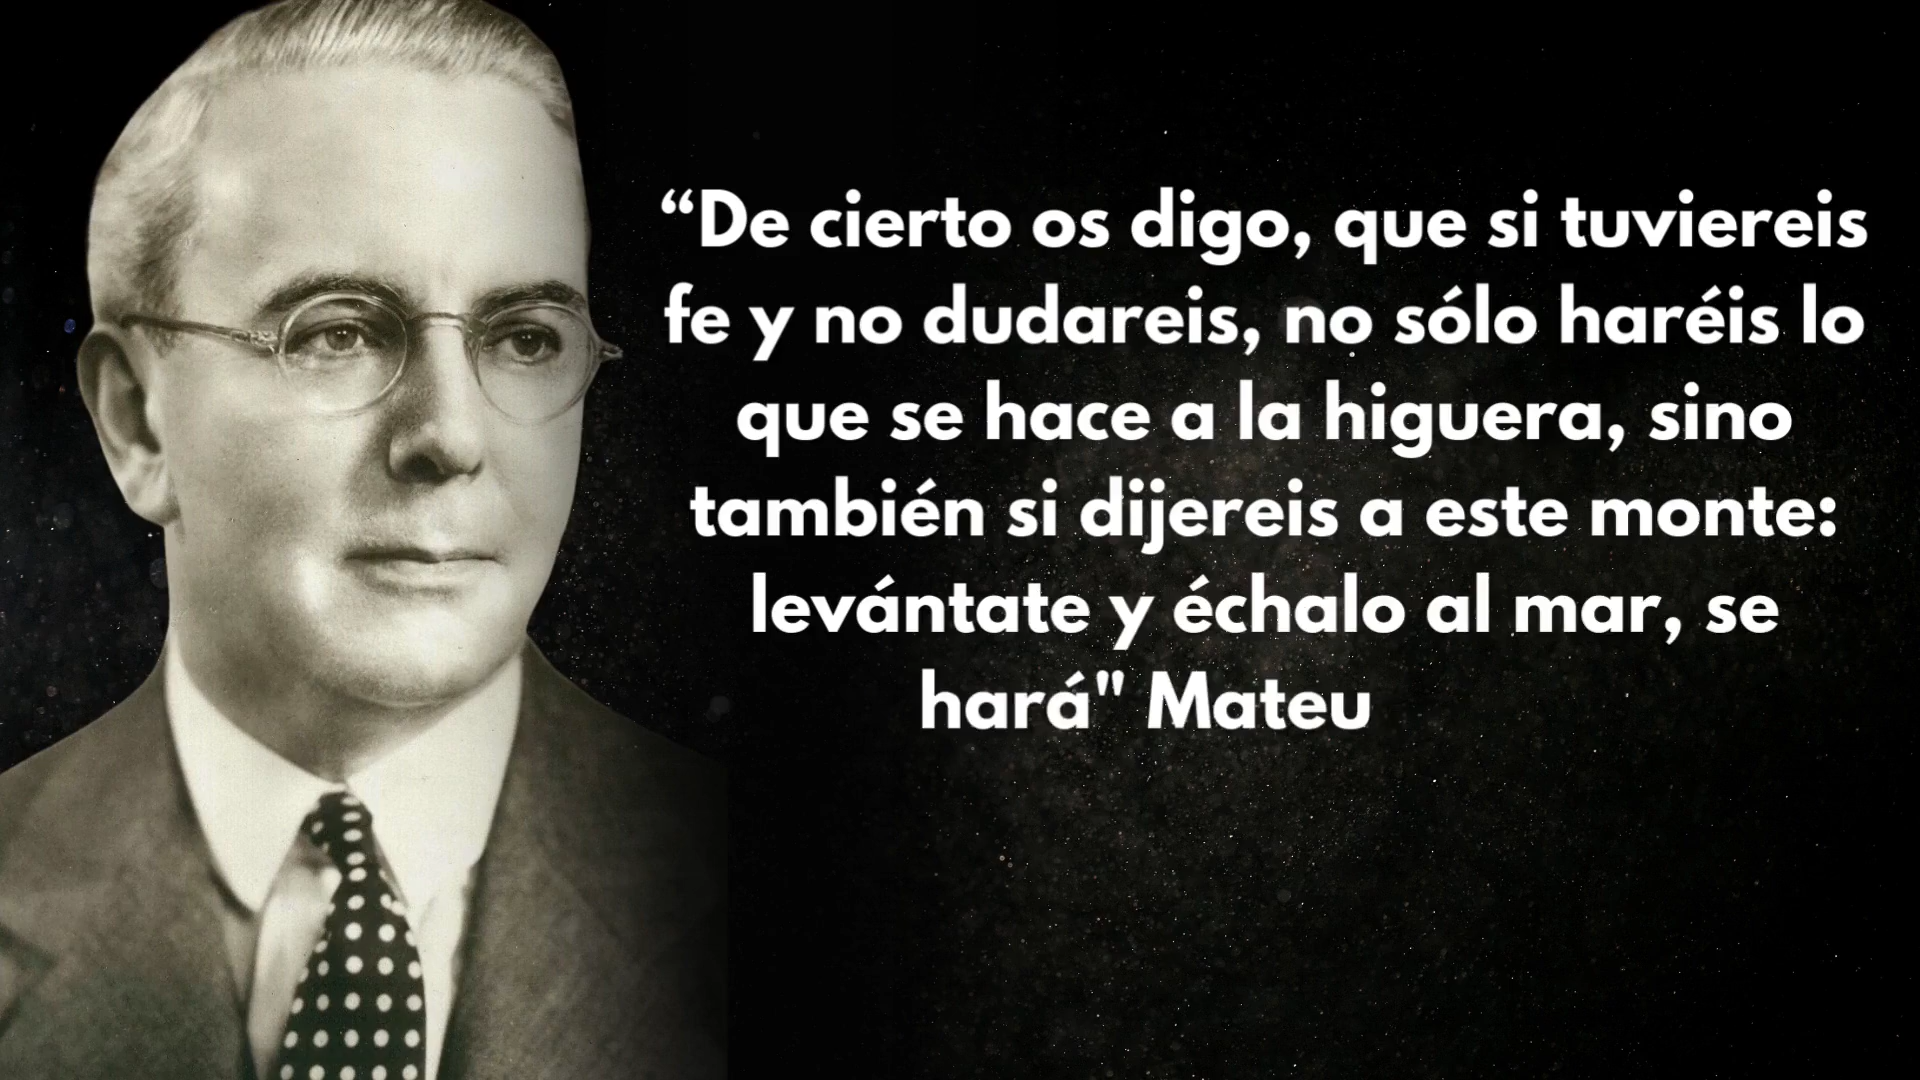 “De cierto os digo, que si tuviereis
fe y no dudareis, no sólo haréis lo
que se hace a la higuera, sino
también si dijereis a este monte:
levántate y échalo al mar, se
hará" Mateu